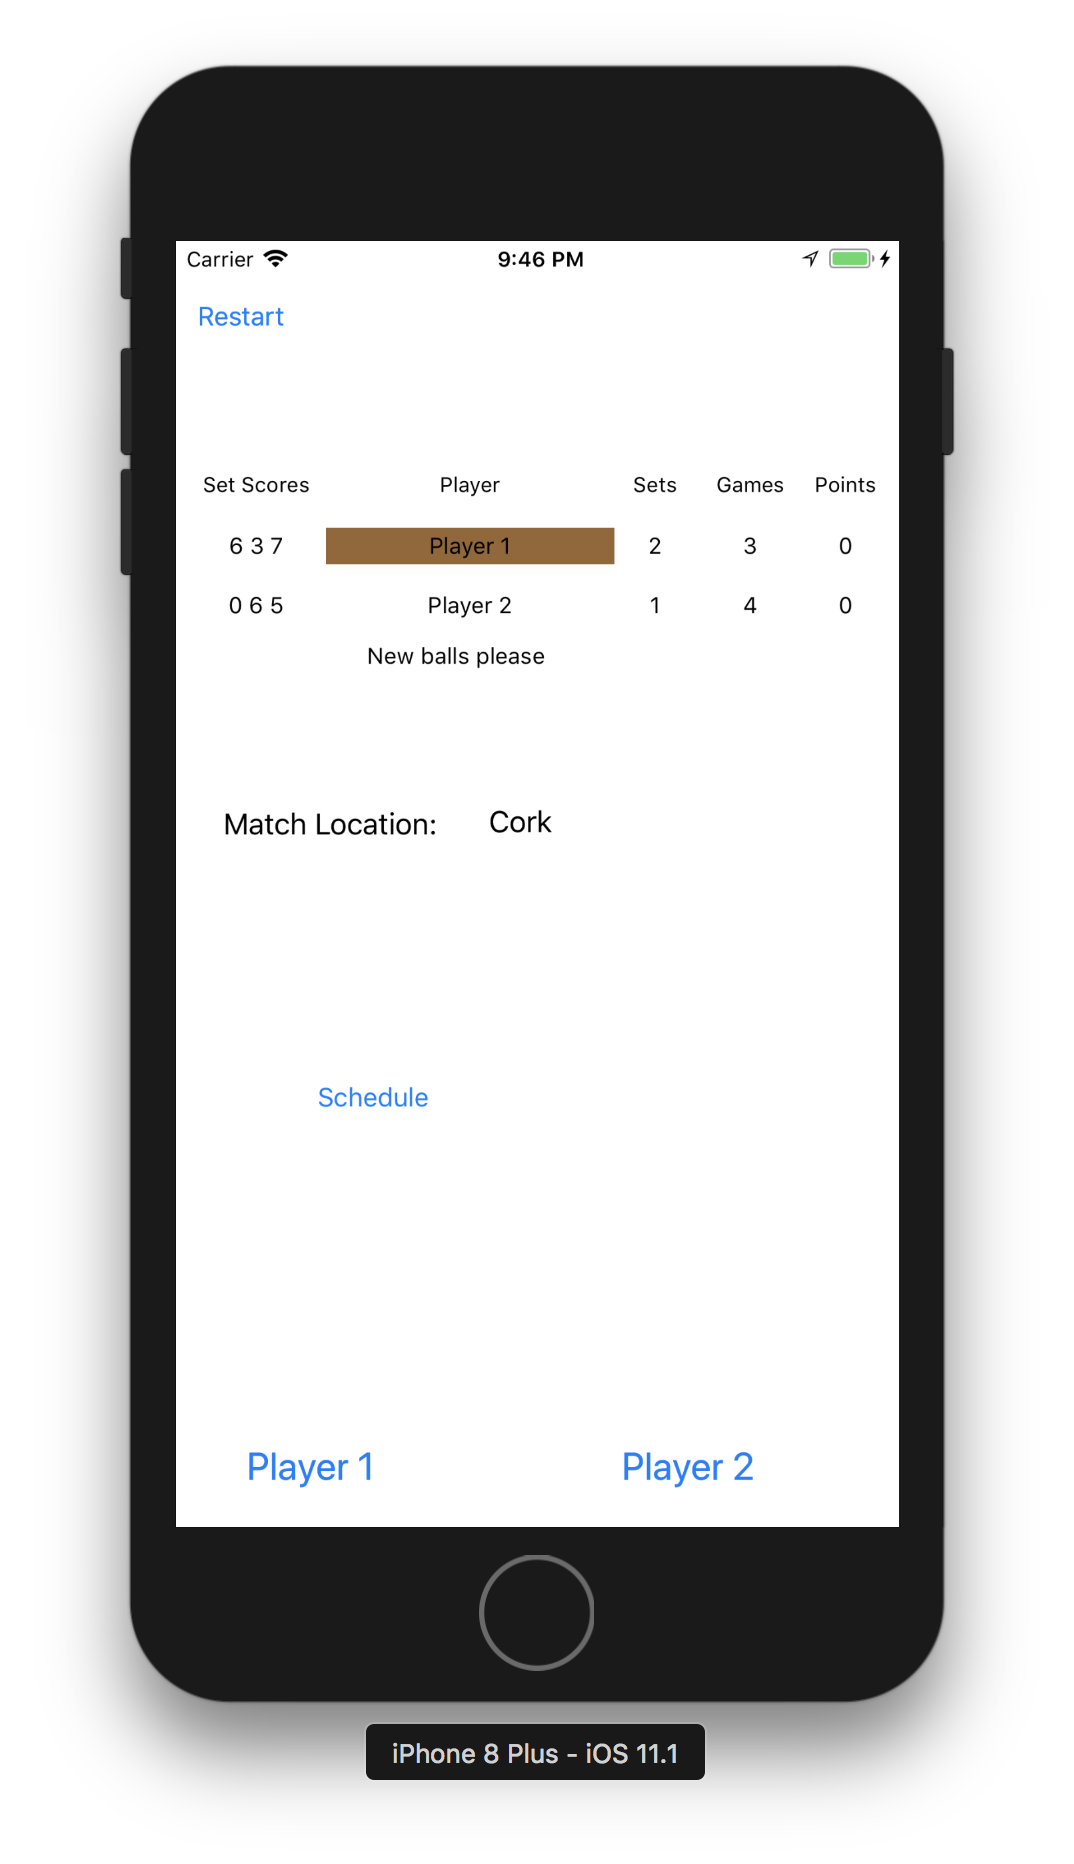 Carrier 9:46 PM
Restart
Set Scores Player Sets Games Points
6 3 7 Player 1 2 3 0
0 6 5 Player 2 1 4 0
New balls please
Match Location: Cork
Schedule
Player 1 Player 2
iPhone 8 Plus - iOS 11.1